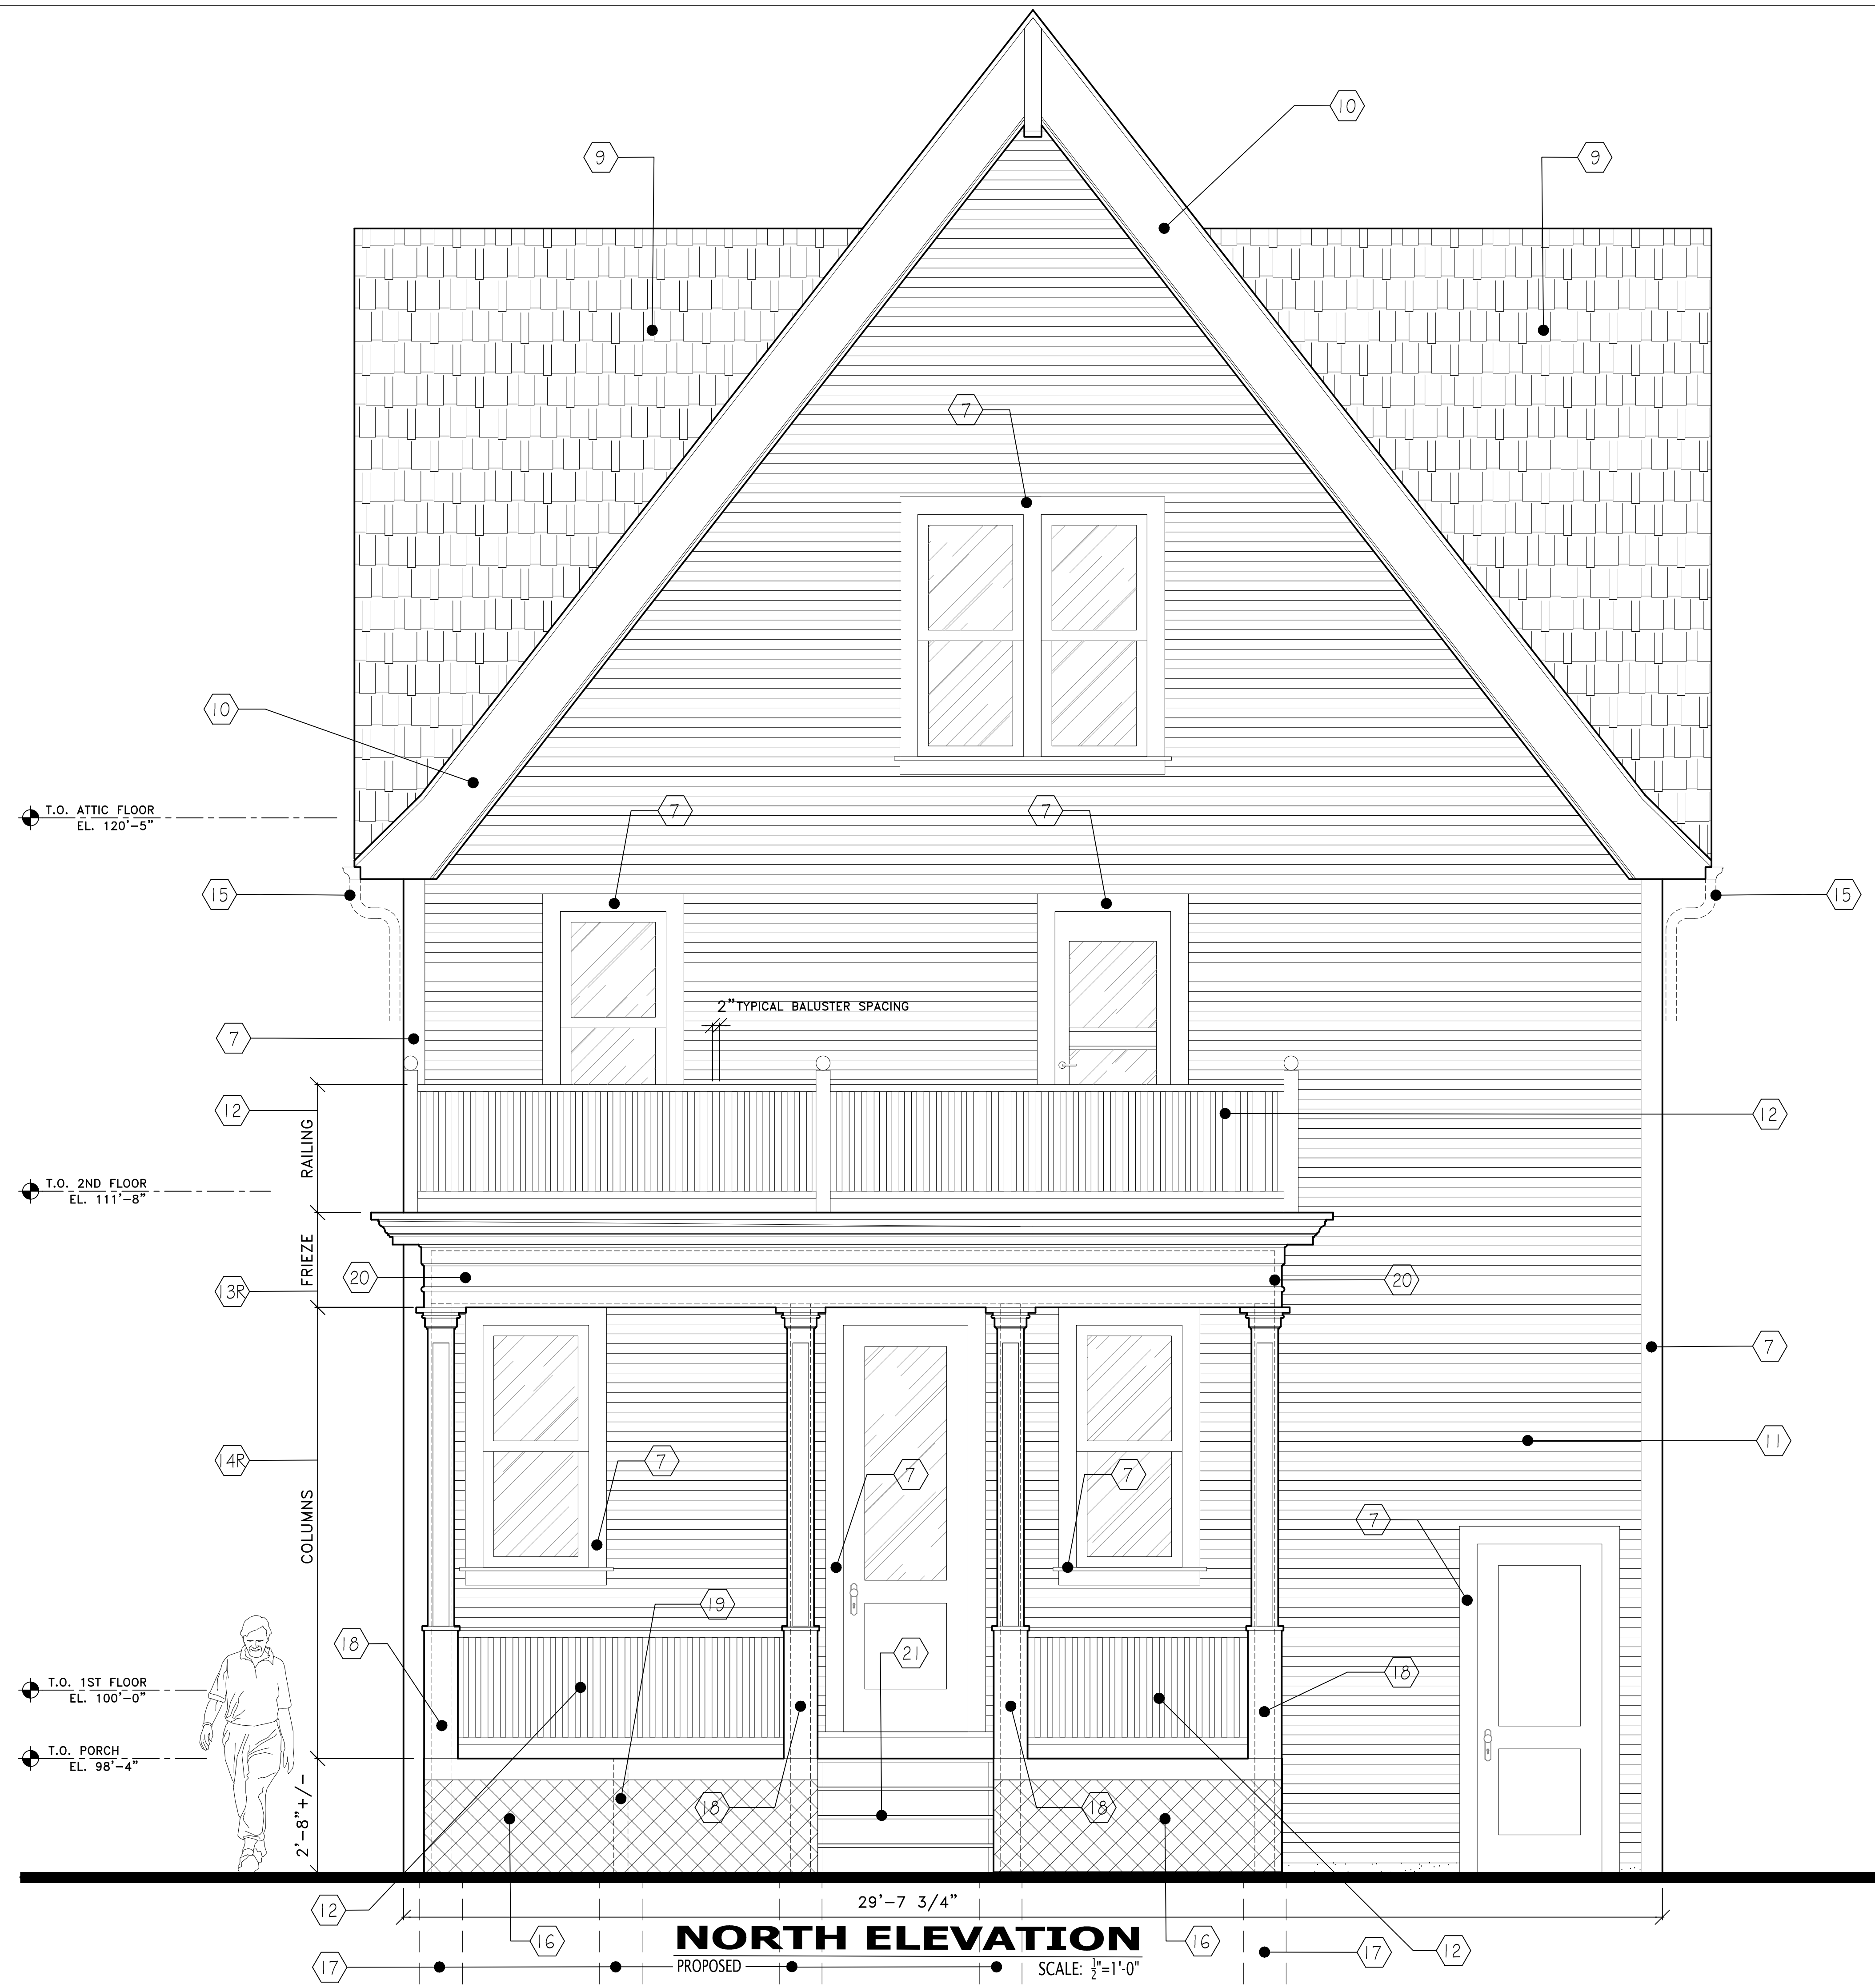 10
9
9
7
10
T.O. ATTIC FLOOR
EL. 120'-5"
7
7
15
15
2" TYPICAL BALUSTER SPACING
7
12
12
RAILING
T.O. 2ND FLOOR
EL. 111'-8"
FRIEZE
20
20
13R
7
11
14R
7
7
7
7
COLUMNS
19
18
21
18
T.O. 1ST FLOOR
EL. 100'-0"
T.O. PORCH
EL. 98'-4"
2'-8"+/-
18
18
29'-7 3/4"
12
16
NORTH ELEVATION
16
17
12
17
PROPOSED
SCALE: 1/2"=1'-0"